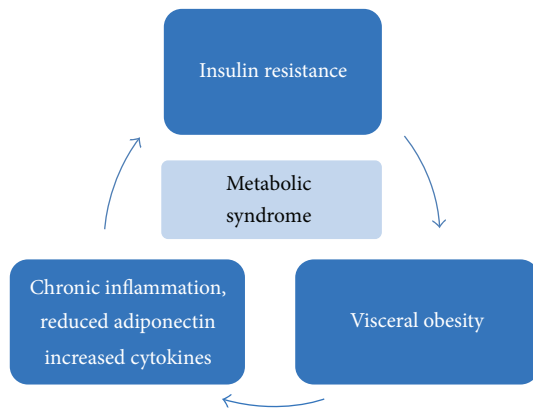 Insulin resistance
Metabolic
syndrome
Chronic inflammation,
reduced adiponectin
increased cytokines
Visceral obesity